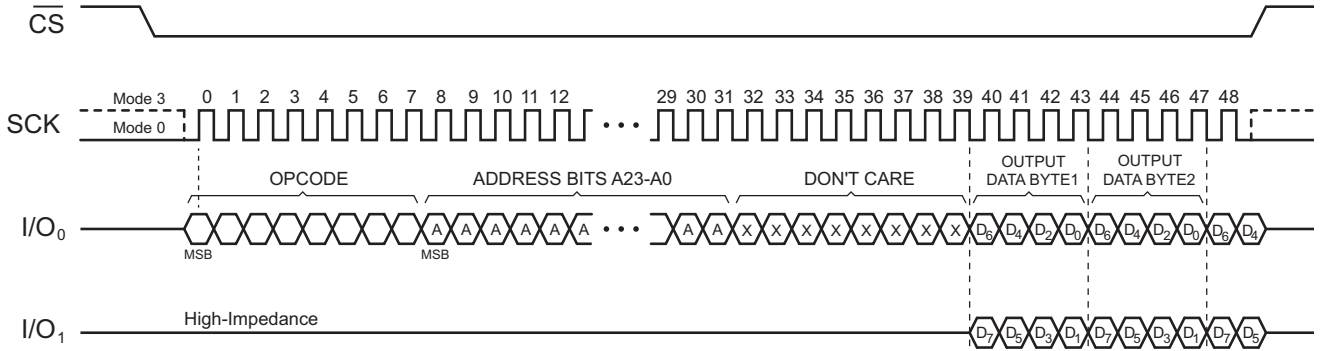 CS
SCK
Mode 3
Mode 0
0 1 2 3 4 5 6 7 8 9 10 11 12 29 30 31 32 33 34 35 36 37 38 39 40 41 42 43 44 45 46 47 48
OPCODE
ADDRESS BITS A23-A0
DON'T CARE
OUTPUT
DATA BYTE1
OUTPUT
DATA BYTE2
I/O0
A A A A A A A A X X X X X X X X D6 D4 D2 D0 D6 D4 D2 D0 D6 D4
MSB
MSB
I/O1
High-Impedance
D7 D5 D3 D1 D7 D5 D3 D1 D7 D5